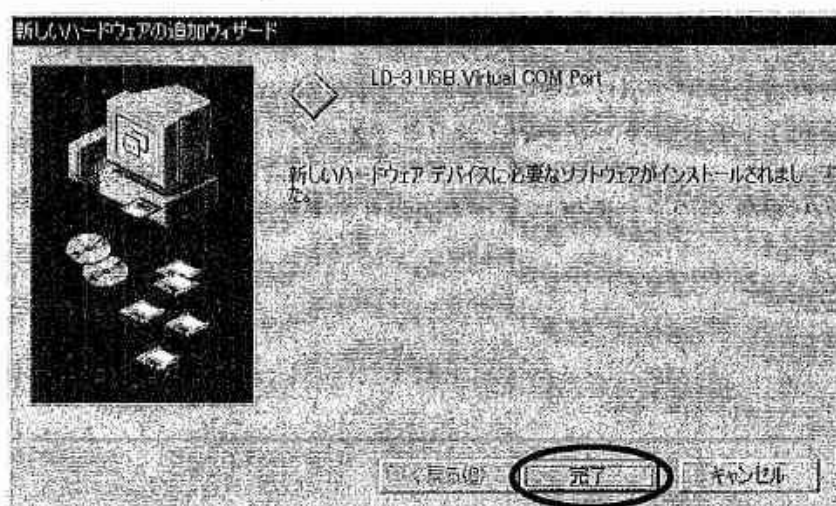 新しいハードウェアの追加ウィザード
LD-3 USB Virtual COM Port
新しいハードウェア デバイスに必要なソフトウェアがインストールされまし
た。
< 戻る(B)
完了
キャンセル